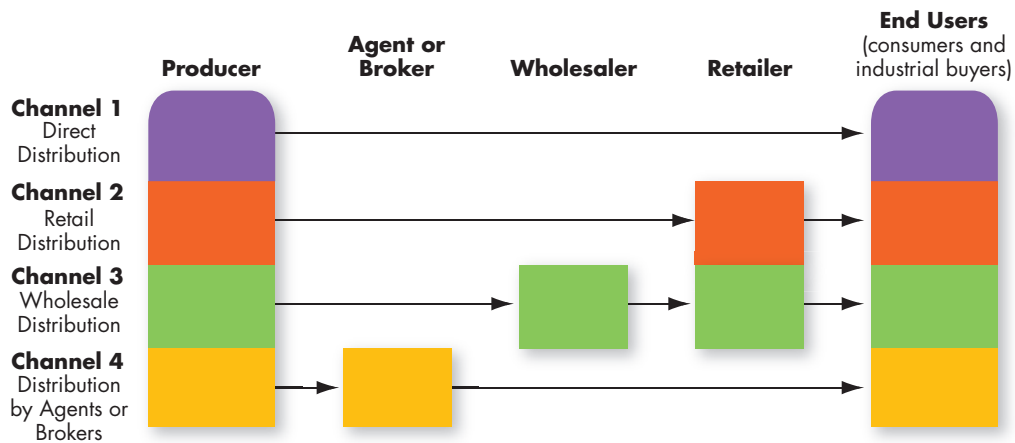 Producer
Agent or
Broker
Wholesaler
Retailer
End Users
(consumers and
industrial buyers)
Channel 1
Direct
Distribution
Channel 2
Retail
Distribution
Channel 3
Wholesale
Distribution
Channel 4
Distribution
by Agents or
Brokers